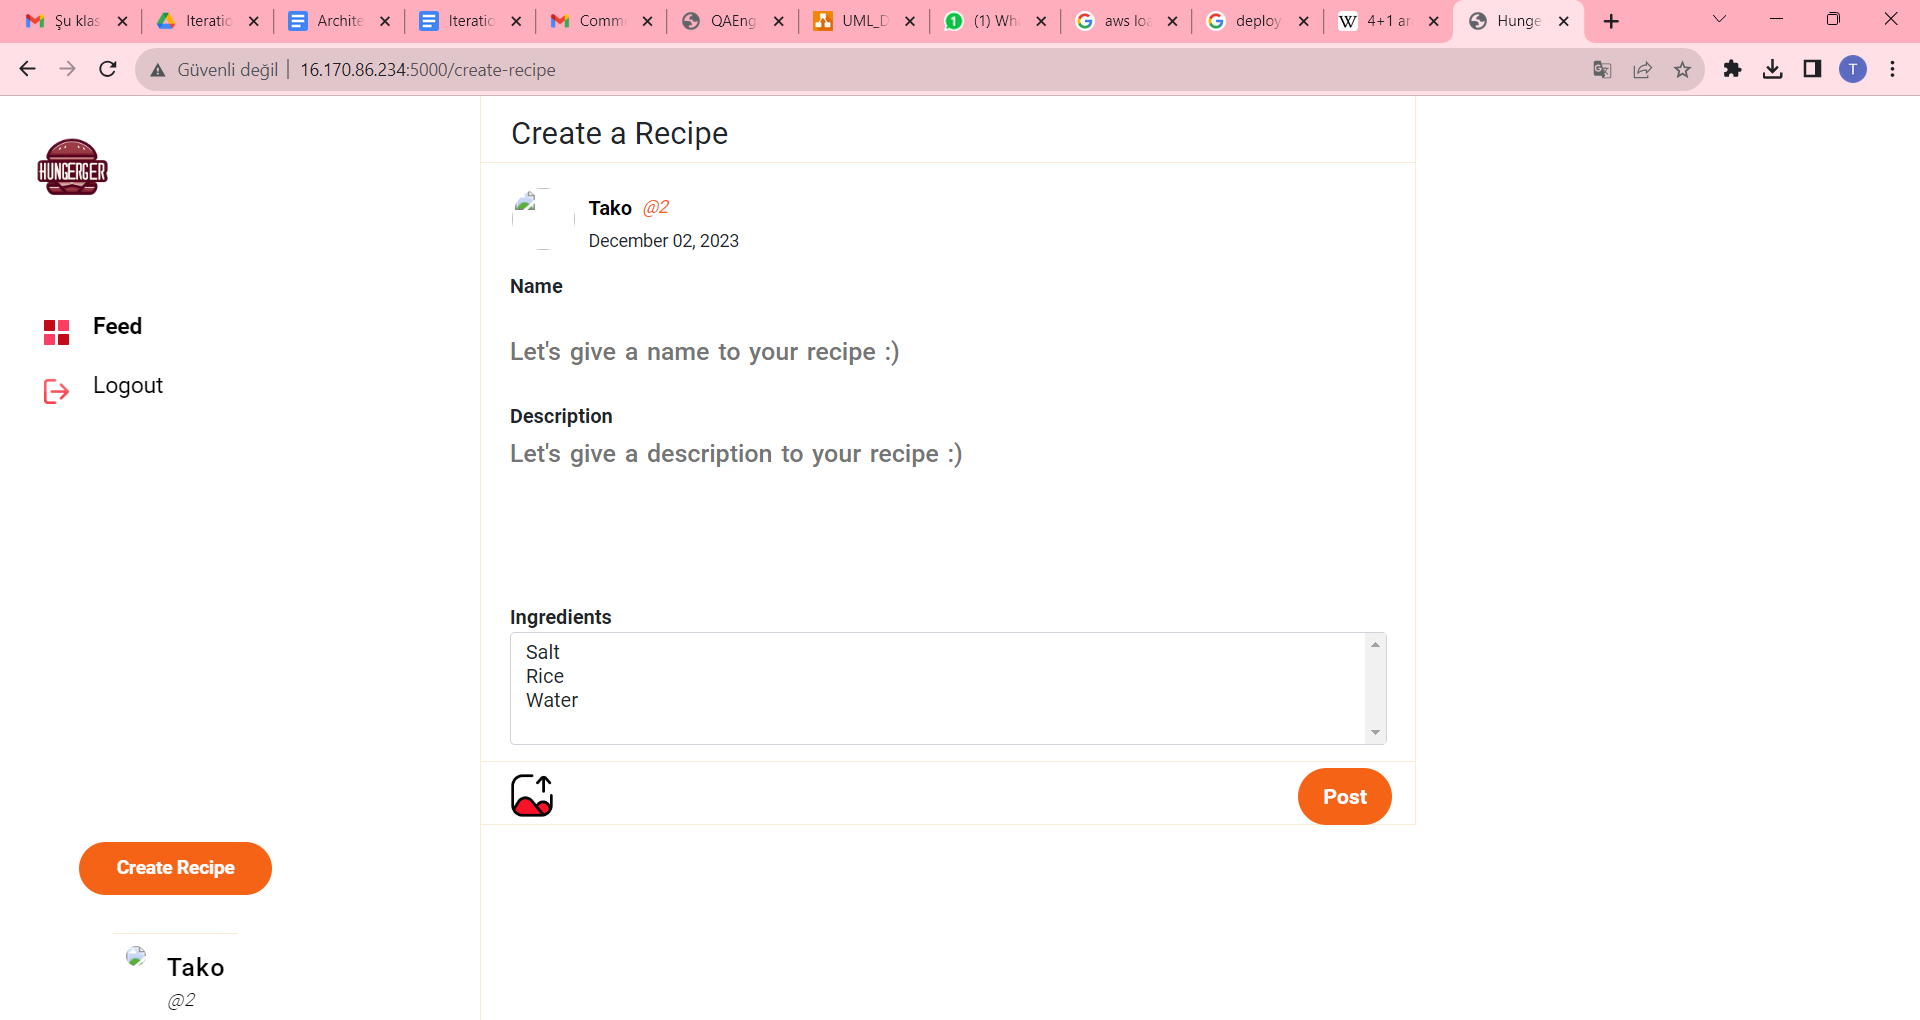 Şu klas
Iteratio
Archite
Iteratio
Comm
QAEng
UML_D
(1) Wh
aws loa
deploy
4+1 ar
Hunge
Güvenli değil
16.170.86.234:5000/create-recipe
T
HUNGERGER
Create a Recipe
Tako @2
December 02, 2023
Name
Feed
Let's give a name to your recipe :)
Logout
Description
Let's give a description to your recipe :)
Ingredients
Salt
Rice
Water
Post
Create Recipe
Tako
@2